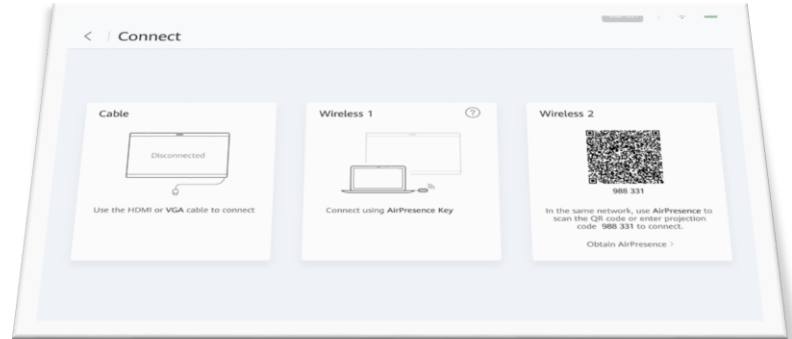 Connect
Cable
Disconnected
Use the HDMI or VGA cable to connect
Wireless 1
?
Connect using AirPresence Key
Wireless 2
988 331
In the same network, use AirPresence to
scan the QR code or enter projection
code 988 331 to connect.
Obtain AirPresence >